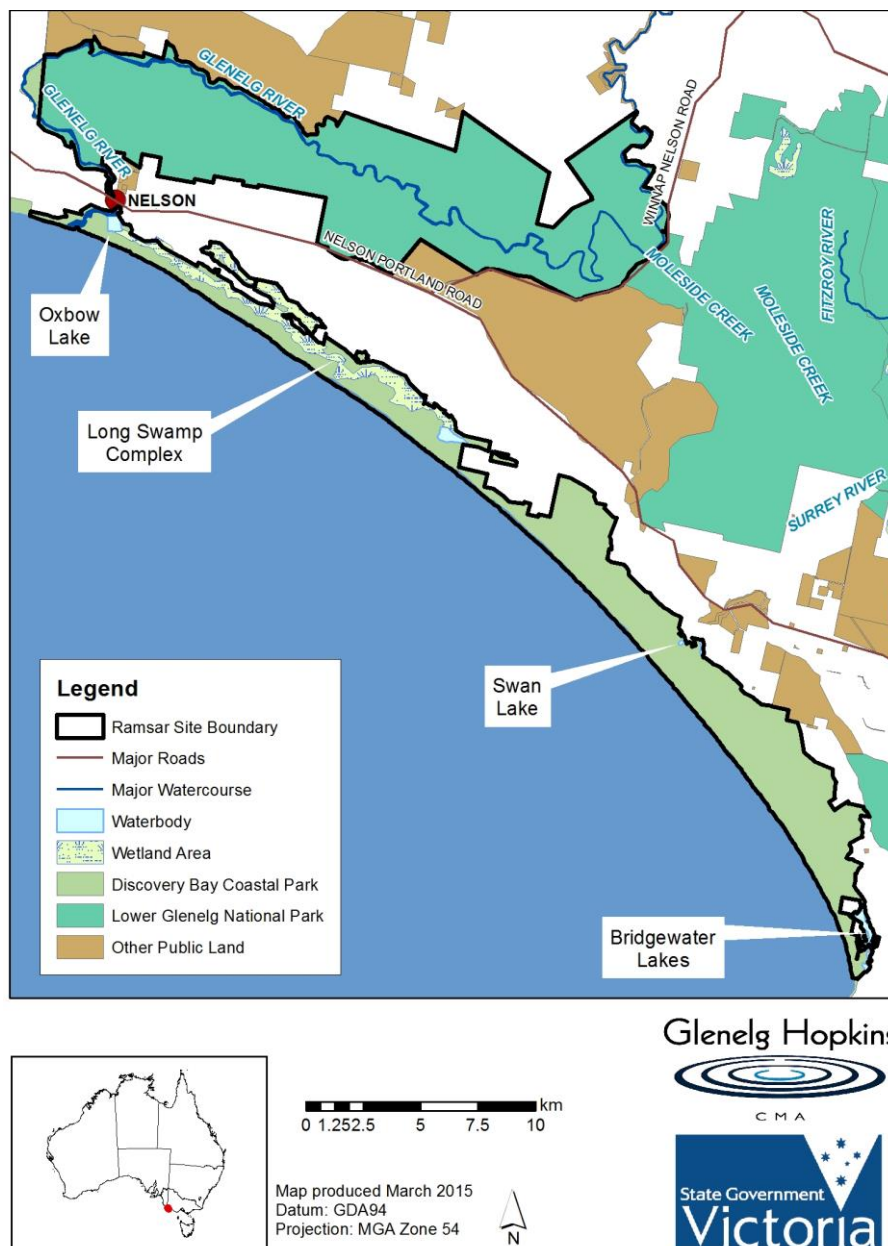 GLENELG RIVER
GLENELG RIVER
WINNAP NELSON ROAD
NELSON
NELSON PORTLAND ROAD
MOLESIDE CREEK
MOLESIDE CREEK
FITZROY RIVER
Oxbow
Lake
Long Swamp
Complex
SURREY RIVER
Swan
Lake
Bridgewater
Lakes
Legend
Ramsar Site Boundary
Major Roads
Major Watercourse
Waterbody
Wetland Area
Discovery Bay Coastal Park
Lower Glenelg National Park
Other Public Land
Glenelg Hopkins
CMA
km
0 1.25 2.5 5 7.5 10
Map produced March 2015
Datum: GDA94
Projection: MGA Zone 54
N
State Government
Victoria